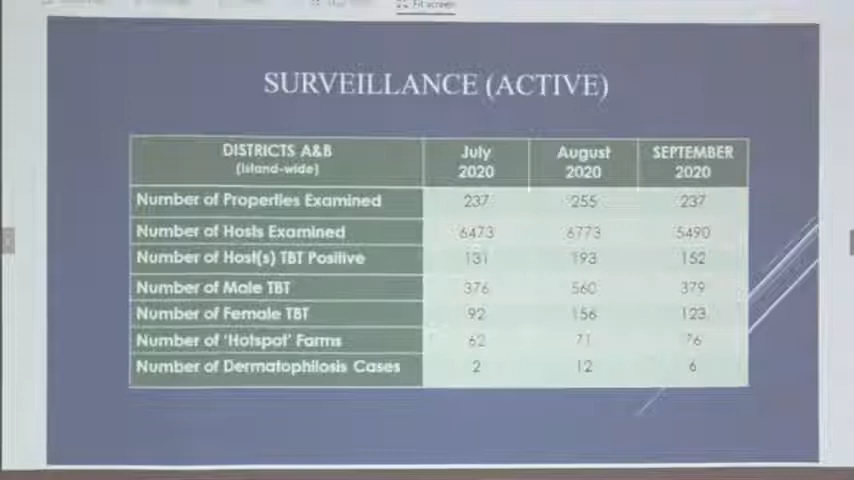 Fit screen
SURVEILLANCE (ACTIVE)
DISTRICTS A&B
(Island-wide)
July
2020
August
2020
SEPTEMBER
2020
Number of Properties Examined 237 255 237
Number of Hosts Examined 6473 6773 5490
Number of Host(s) TBT Positive 131 193 152
Number of Male TBT 376 560 379
Number of Female TBT 92 156 123
Number of 'Hotspot' Farms 62 71 76
Number of Dermatophilosis Cases 2 12 6